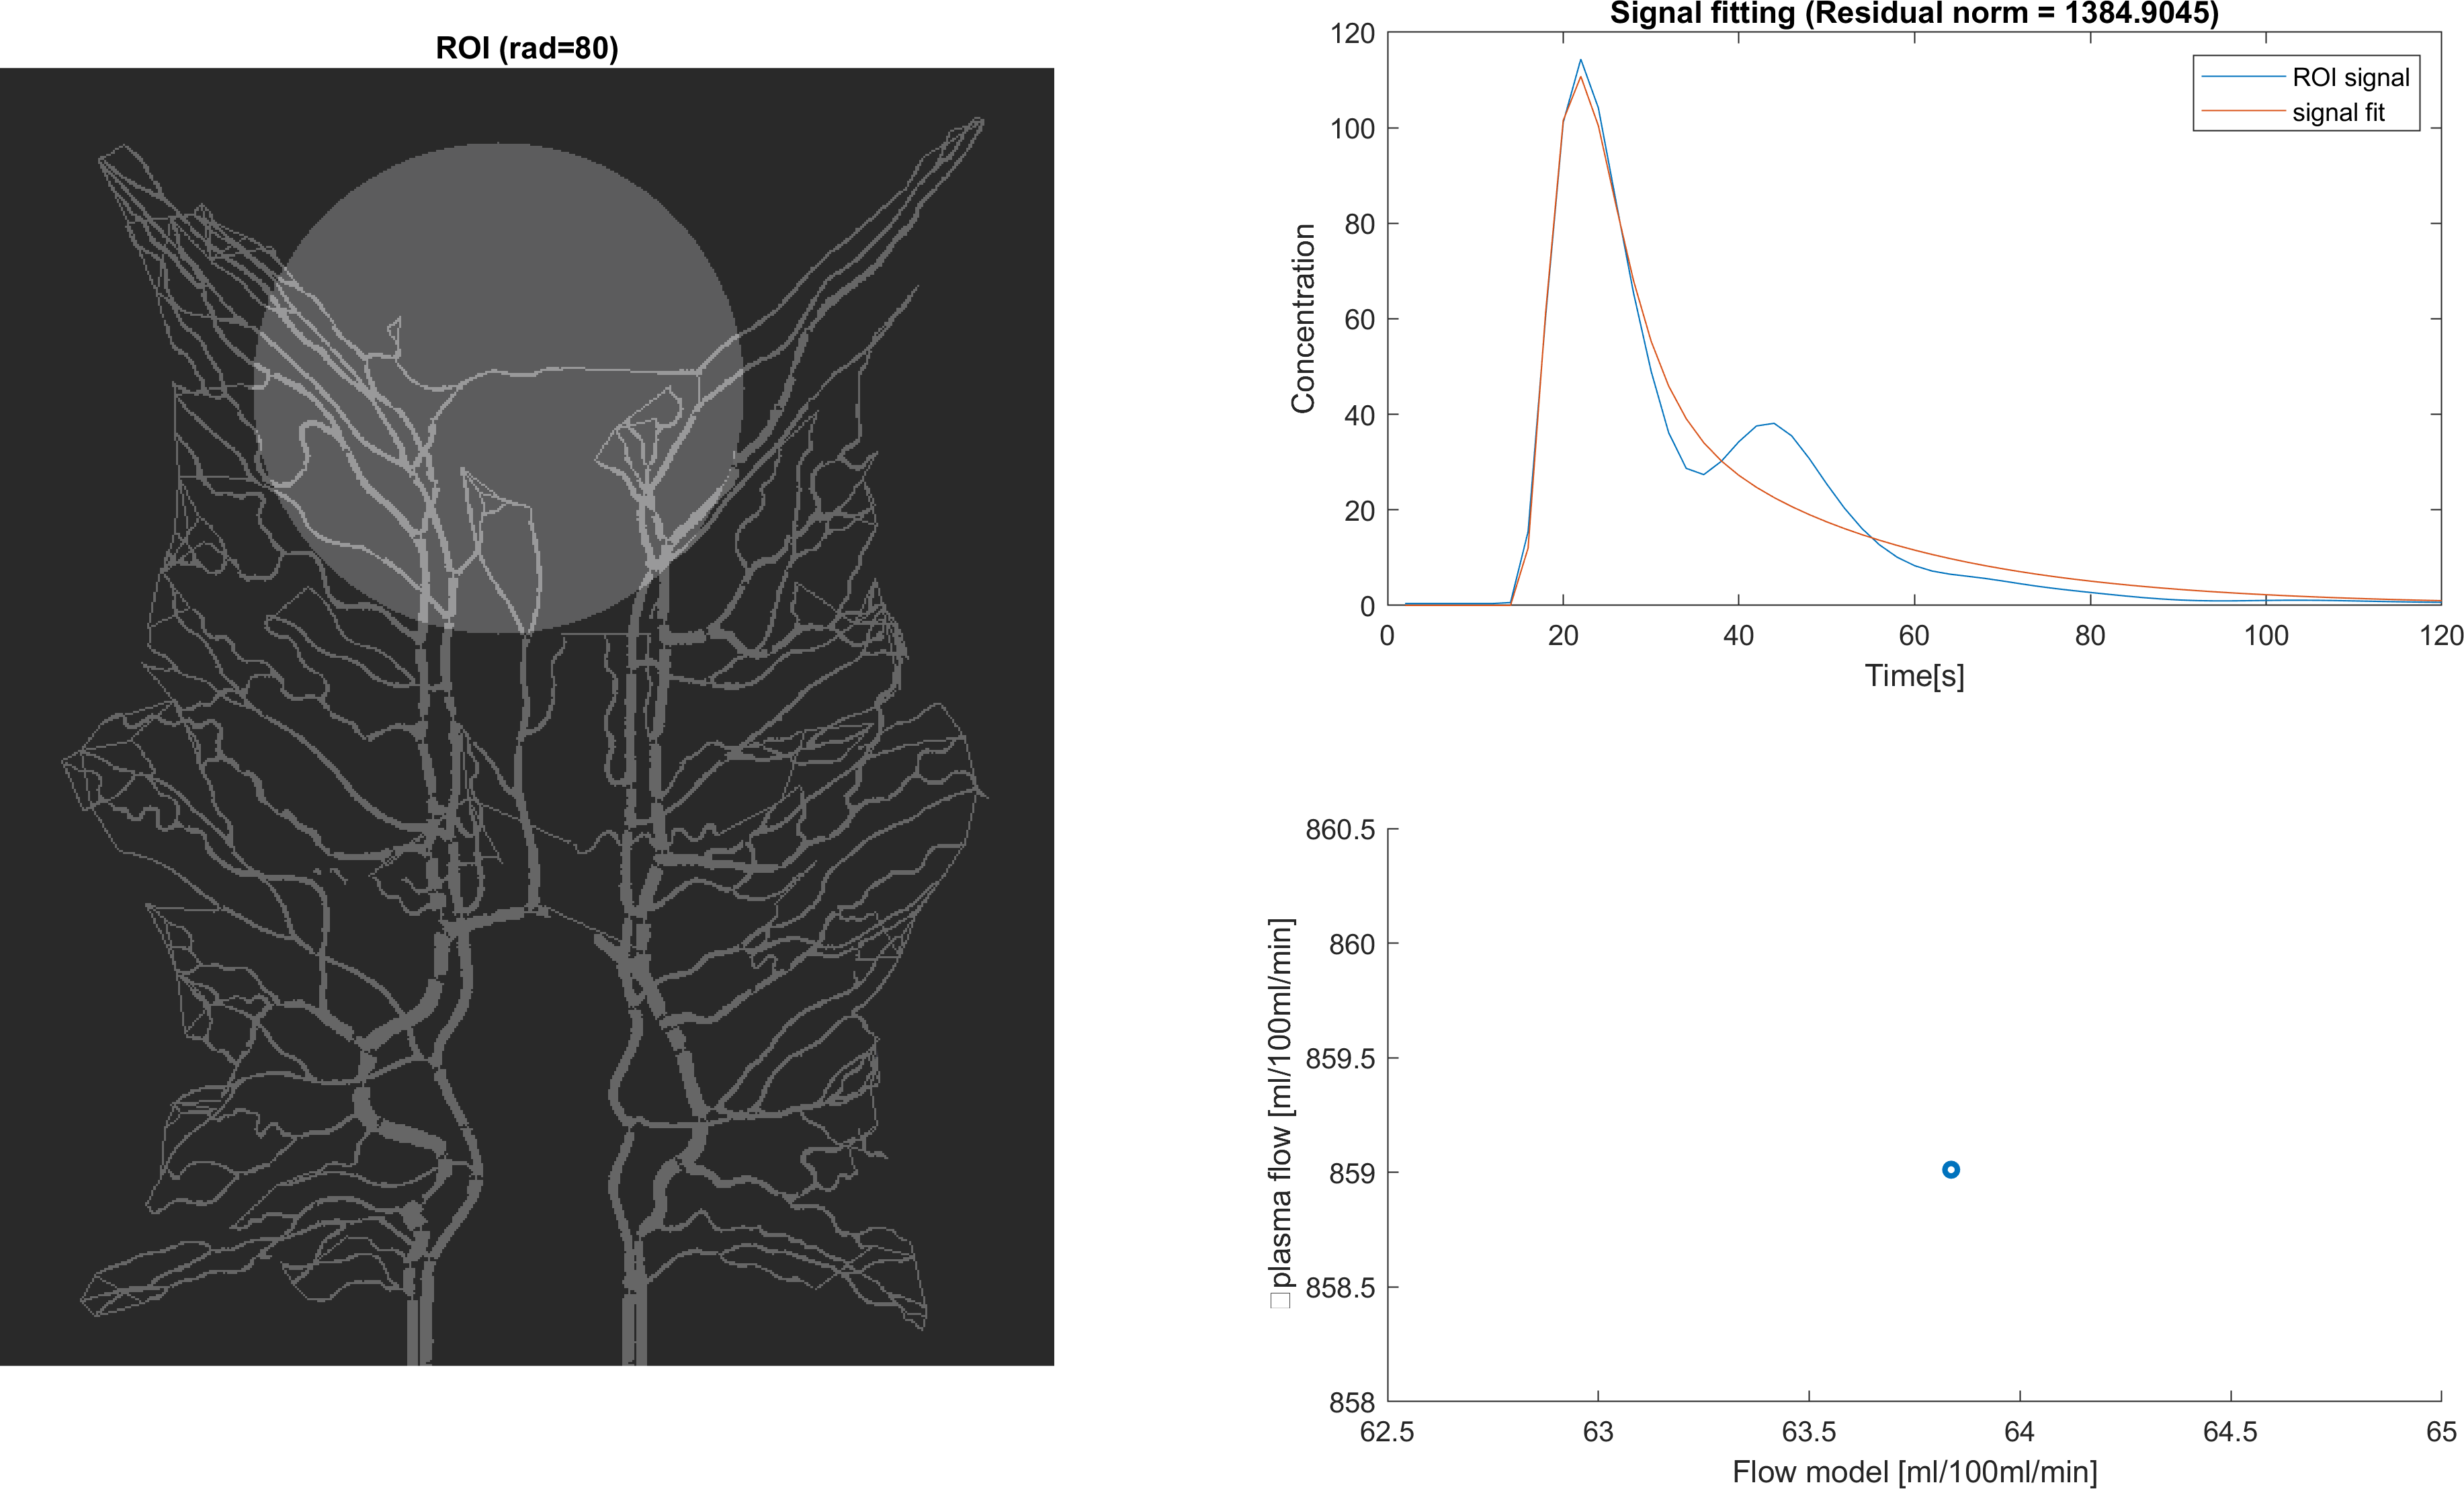 ROI (rad=80)
Signal fitting (Residual norm = 1384.9045)
120
100
80
60
40
20
0
Concentration
ROI signal
signal fit
0 20 40 60 80 100 120
Time[s]
860.5
860
859.5
859
858.5
858
□plasma flow [ml/100ml/min]
62.5 63 63.5 64 64.5 65
Flow model [ml/100ml/min]